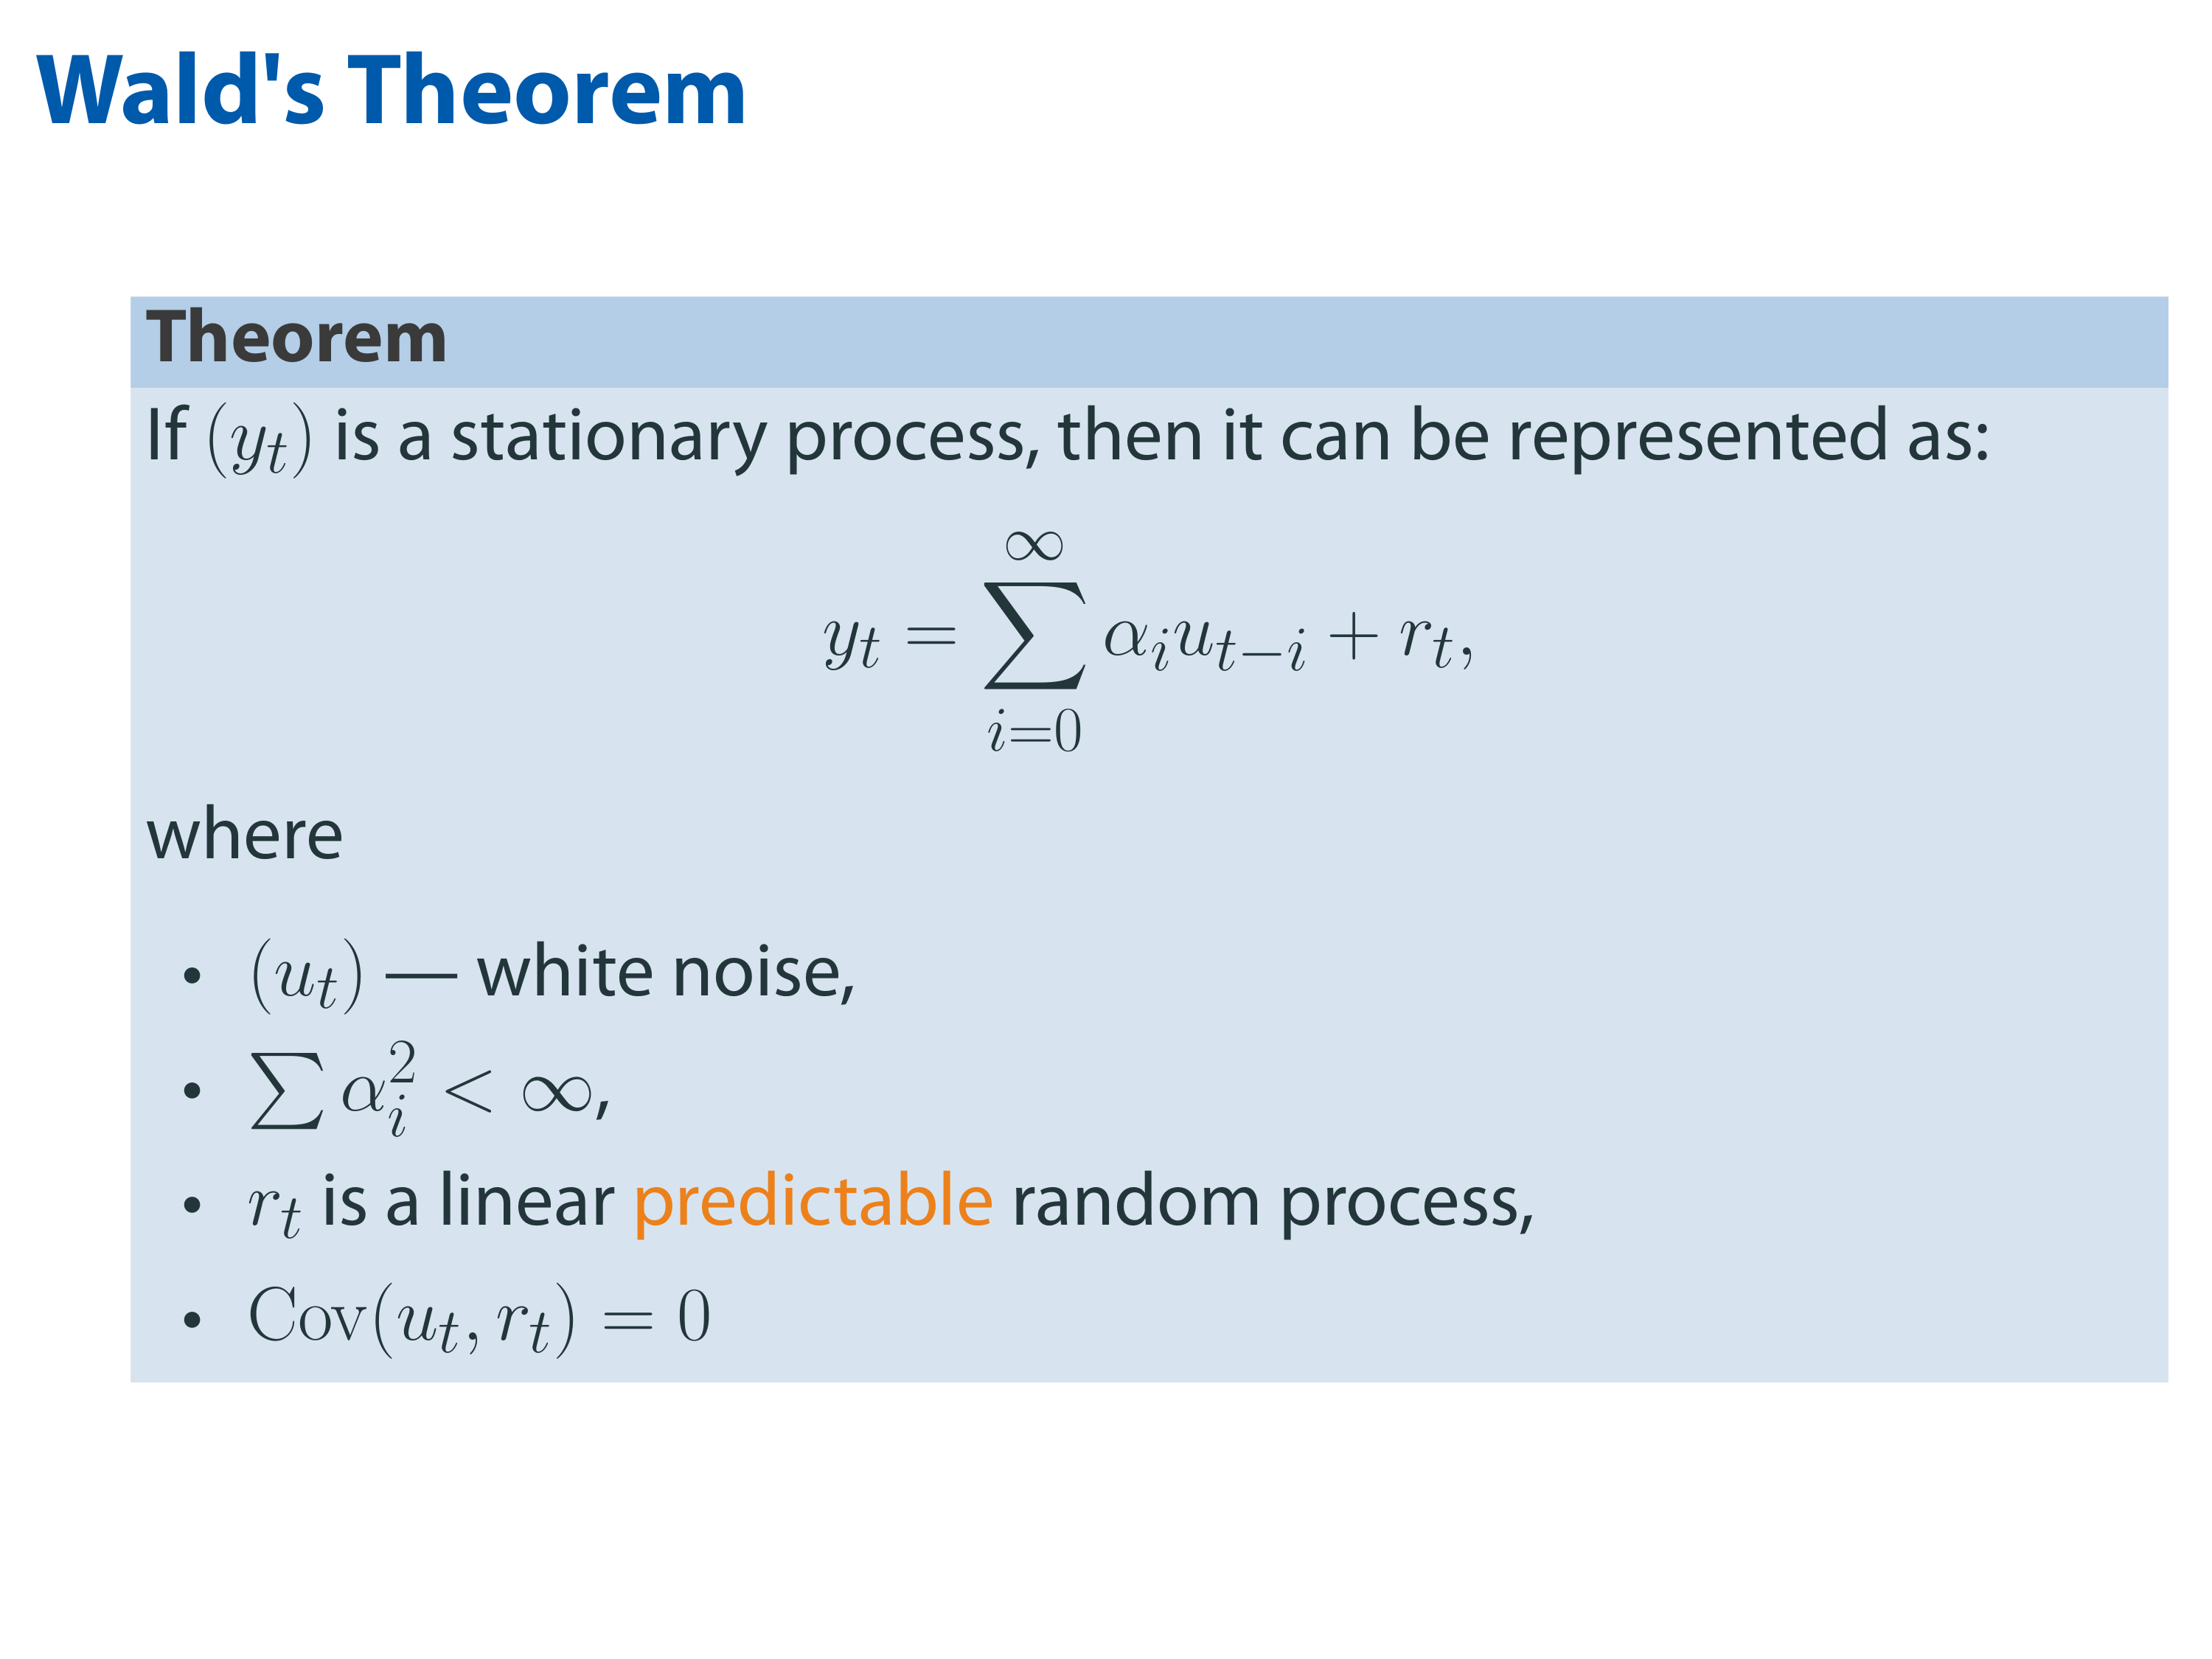 Wald's Theorem
Theorem
If $(y_t)$ is a stationary process, then it can be represented as:
$y_t = \sum_{i=0}^{\infty} \alpha_i u_{t-i} + r_t,$
where
• $(u_t)$ — white noise,
• $\sum \alpha_i^2 < \infty$,
• $r_t$ is a linear predictable random process,
• $\mathrm{Cov}(u_t, r_t) = 0$